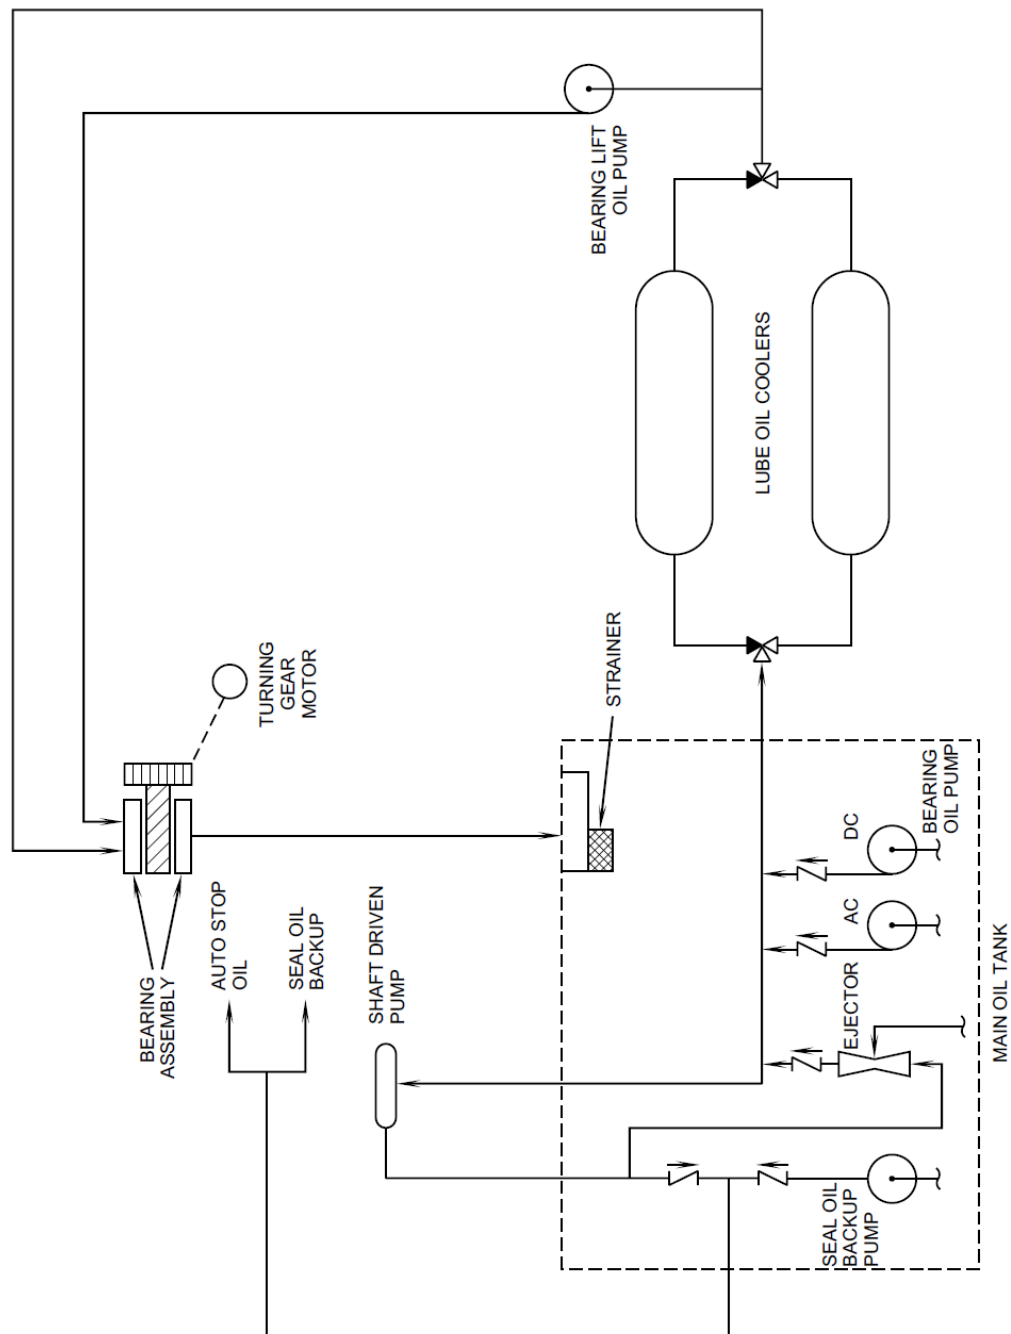 BEARING
ASSEMBLY
AUTO STOP
OIL
TURNING
GEAR
MOTOR
SEAL OIL
BACKUP
SHAFT DRIVEN
PUMP
BEARING LIFT
OIL PUMP
STRAINER
LUBE OIL COOLERS
SEAL OIL
BACKUP
PUMP
EJECTOR
AC
DC
BEARING
OIL PUMP
MAIN OIL TANK